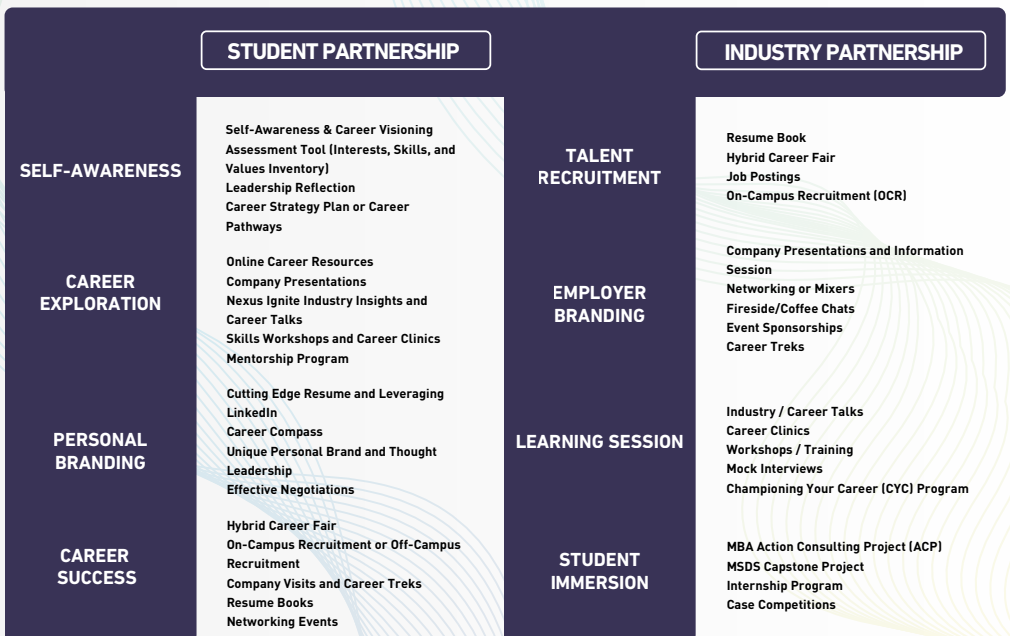 STUDENT PARTNERSHIP
SELF-AWARENESS
Self-Awareness & Career Visioning
Assessment Tool (Interests, Skills, and
Values Inventory)
Leadership Reflection
Career Strategy Plan or Career
Pathways
CAREER
EXPLORATION
Online Career Resources
Company Presentations
Nexus Ignite Industry Insights and
Career Talks
Skills Workshops and Career Clinics
Mentorship Program
PERSONAL
BRANDING
Cutting Edge Resume and Leveraging
LinkedIn
Career Compass
Unique Personal Brand and Thought
Leadership
Effective Negotiations
CAREER
SUCCESS
Hybrid Career Fair
On-Campus Recruitment or Off-Campus
Recruitment
Company Visits and Career Treks
Resume Books
Networking Events
INDUSTRY PARTNERSHIP
TALENT
RECRUITMENT
Resume Book
Hybrid Career Fair
Job Postings
On-Campus Recruitment (OCR)
EMPLOYER
BRANDING
Company Presentations and Information
Session
Networking or Mixers
Fireside/Coffee Chats
Event Sponsorships
Career Treks
LEARNING SESSION
Industry / Career Talks
Career Clinics
Workshops / Training
Mock Interviews
Championing Your Career (CYC) Program
STUDENT
IMMERSION
MBA Action Consulting Project (ACP)
MSDS Capstone Project
Internship Program
Case Competitions